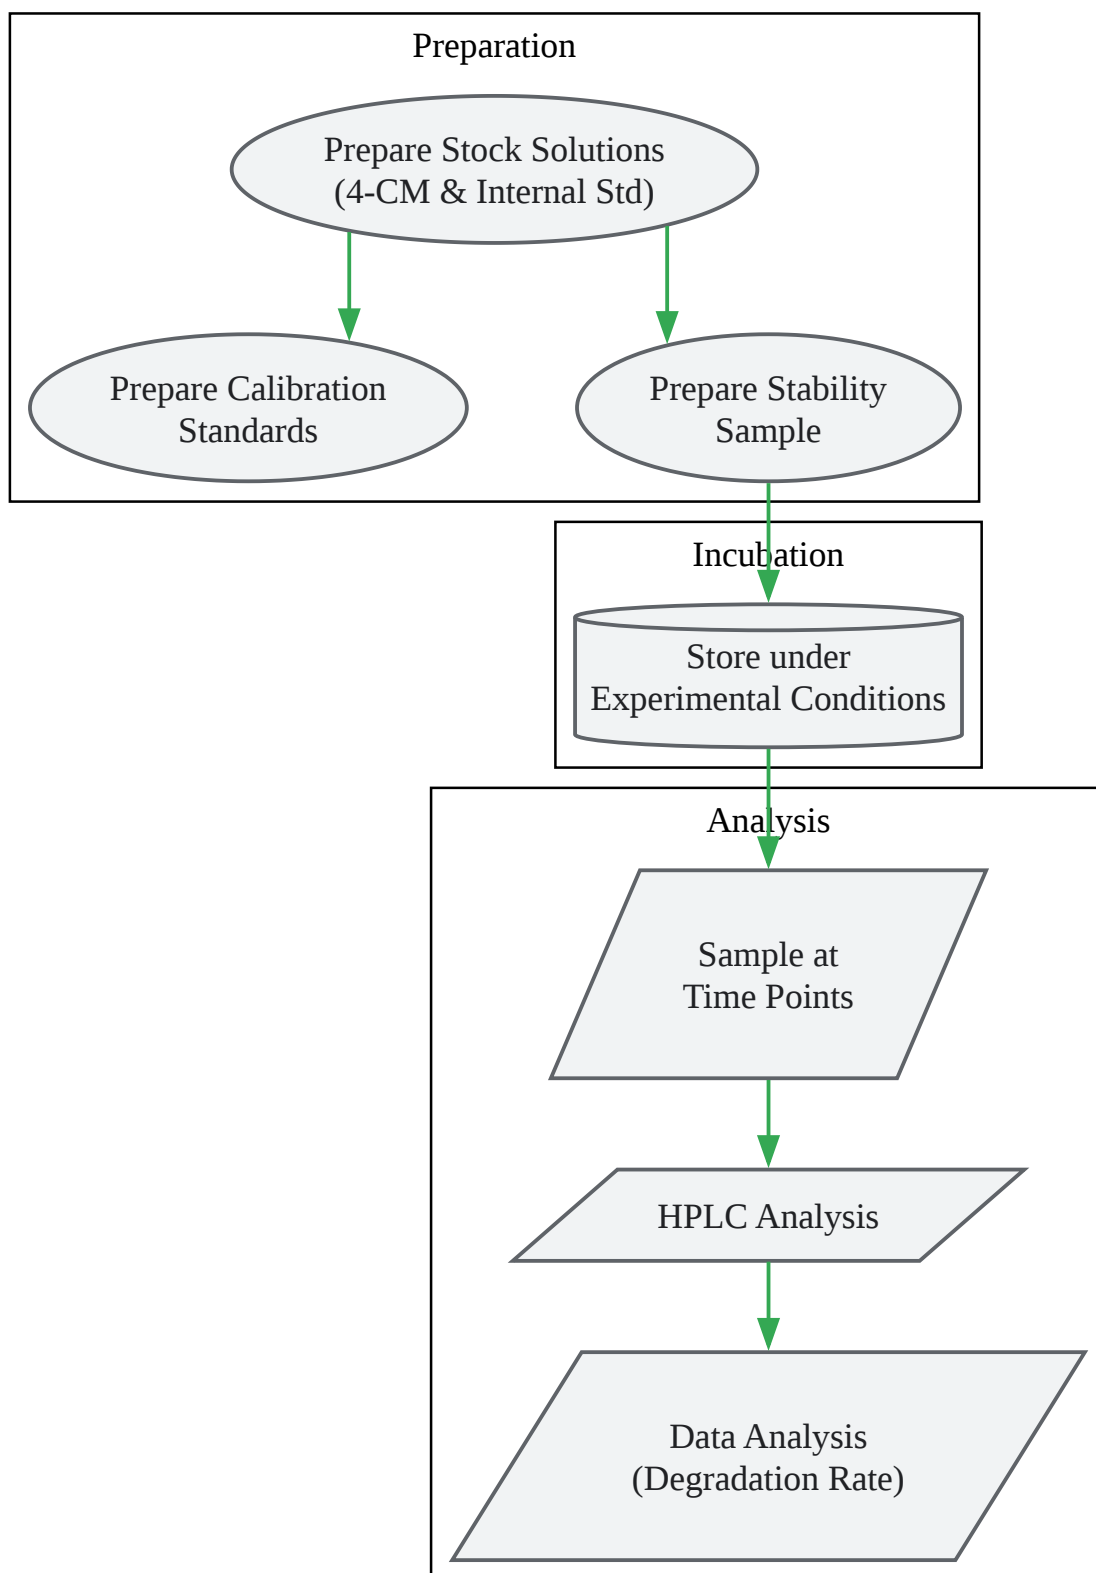 Preparation
Prepare Stock Solutions
(4-CM & Internal Std)
Prepare Calibration
Standards
Prepare Stability
Sample
Incubation
Store under
Experimental Conditions
Analysis
Sample at
Time Points
HPLC Analysis
Data Analysis
(Degradation Rate)